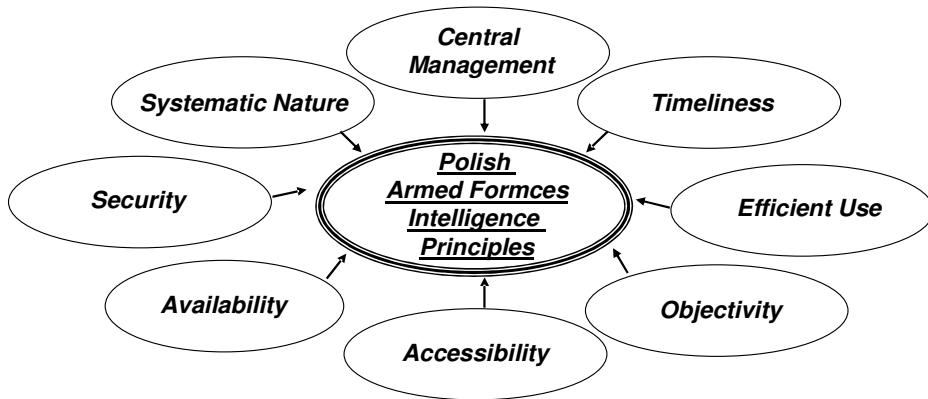 Central
Management
Systematic Nature
Timeliness
Polish
Armed Formces
Intelligence
Principles
Security
Efficient Use
Availability
Objectivity
Accessibility